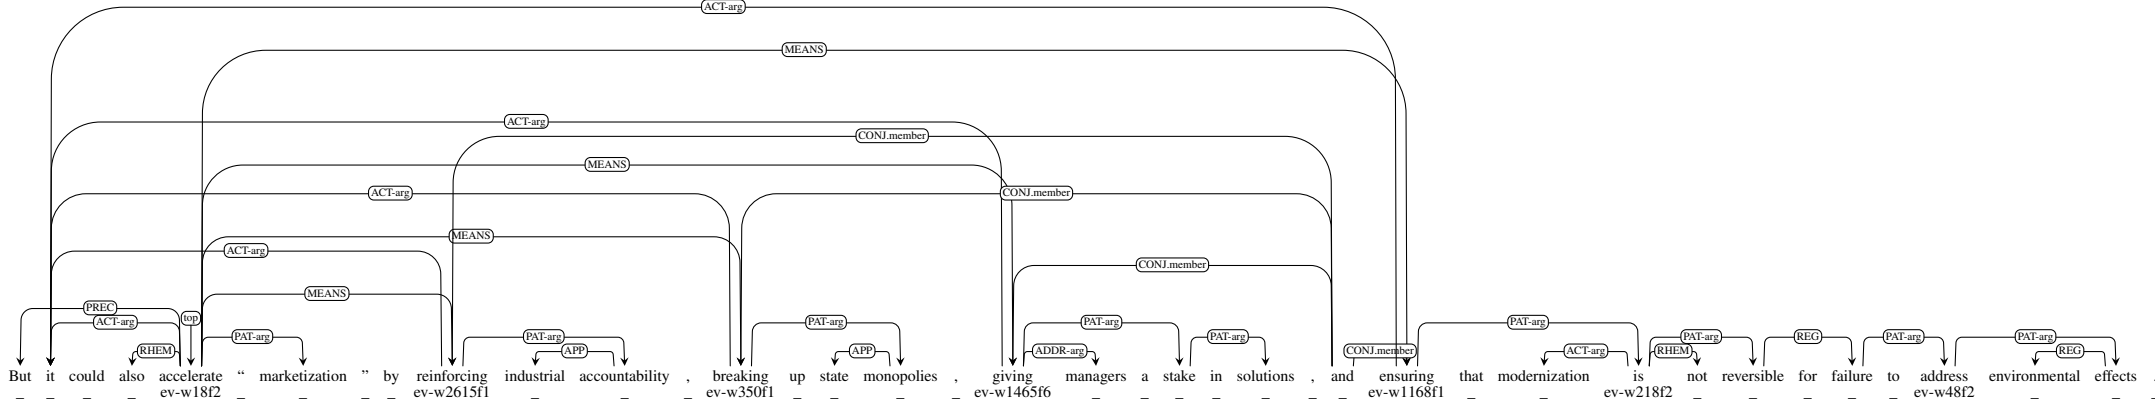 ACT-arg
MEANS
ACT-arg
CONJ.member
MEANS
ACT-arg CONJ.member
MEANS
ACT-arg
CONJ.member
MEANS
PREC
top
ACT-arg PAT-arg PAT-arg PAT-arg
PAT-arg PAT-arg PAT-arg PAT-arg REG PAT-arg PAT-arg
RHEM APP APP ADDR-arg CONJ.member ACT-arg RHEM REG
But it could also accelerate “ marketization ” by reinforcing industrial accountability , breaking up state monopolies , giving managers a stake in solutions , and ensuring that modernization is not reversible for failure to address environmental effects
_ _ _ _ ev-w18f2 _ _ _ _ ev-w2615f1 _ _ _ ev-w350f1 _ _ _ _ ev-w1465f6 _ _ _ _ _ _ _ ev-w1168f1 _ _ ev-w218f2 _ _ _ _ _ ev-w48f2 _ _